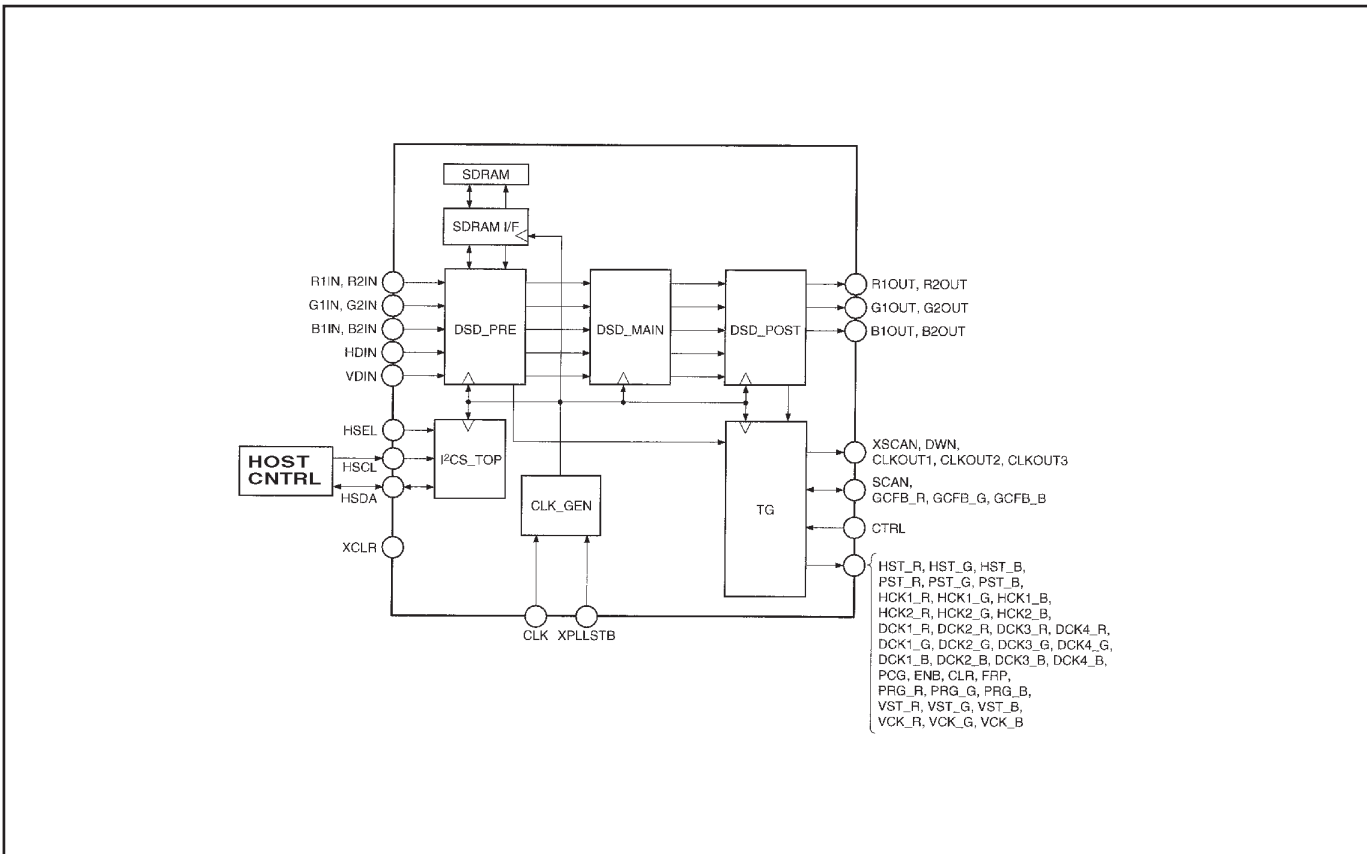 SDRAM
SDRAM I/F
R1IN, R2IN
G1IN, G2IN
B1IN, B2IN
HDIN
VDIN
DSD_PRE
DSD_MAIN
DSD_POST
R1OUT, R2OUT
G1OUT, G2OUT
B1OUT, B2OUT
HSEL
HSCL
HSDA
HOST
CNTRL
I²CS_TOP
XCLR
CLK_GEN
TG
CLK
XPLLSTB
XSCAN, DWN,
CLKOUT1, CLKOUT2, CLKOUT3
SCAN,
GCFB_R, GCFB_G, GCFB_B
CTRL
HST_R, HST_G, HST_B,
PST_R, PST_G, PST_B,
HCK1_R, HCK1_G, HCK1_B,
HCK2_R, HCK2_G, HCK2_B,
DCK1_R, DCK2_R, DCK3_R, DCK4_R,
DCK1_G, DCK2_G, DCK3_G, DCK4_G,
DCK1_B, DCK2_B, DCK3_B, DCK4_B,
PCG, ENB, CLR, FRP,
PRG_R, PRG_G, PRG_B,
VST_R, VST_G, VST_B,
VCK_R, VCK_G, VCK_B